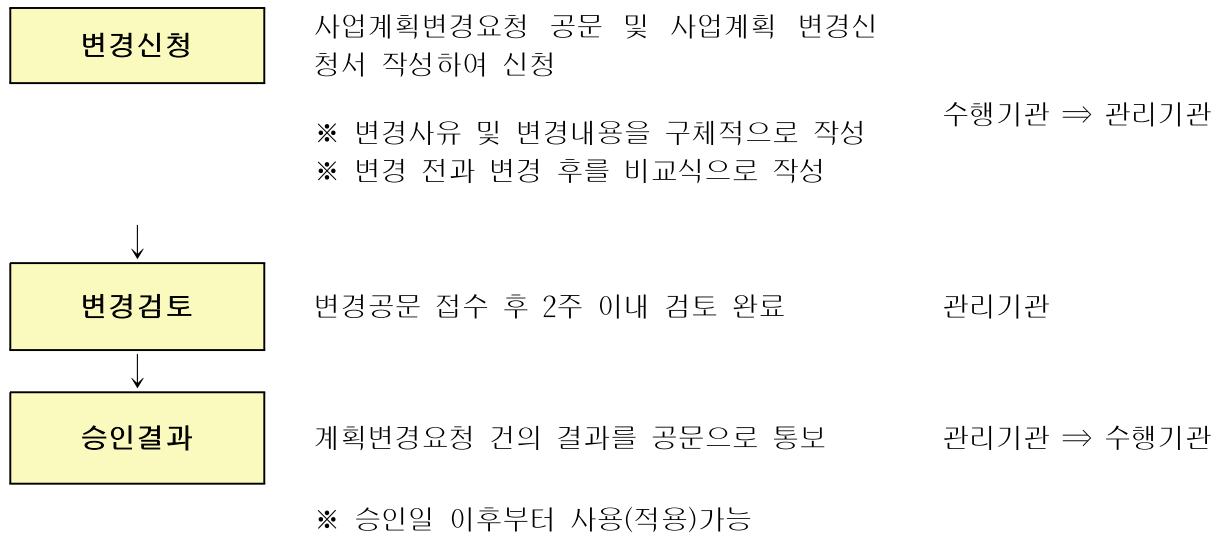 변경신청
사업계획변경요청 공문 및 사업계획 변경신
청서 작성하여 신청
※ 변경사유 및 변경내용을 구체적으로 작성
※ 변경 전과 변경 후를 비교식으로 작성
수행기관 ⇒ 관리기관
↓
변경검토
변경공문 접수 후 2주 이내 검토 완료
관리기관
↓
승인결과
계획변경요청 건의 결과를 공문으로 통보
관리기관 ⇒ 수행기관
※ 승인일 이후부터 사용(적용)가능